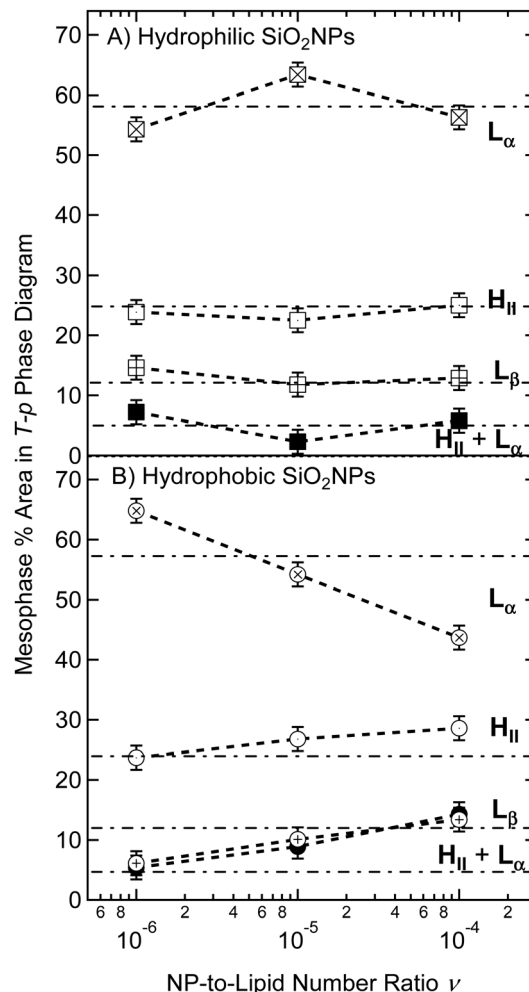 Mesophase % Area in T-p Phase Diagram
A) Hydrophilic SiO₂NPs
70
60
50
40
30
20
10
0
Lα
HII
Lβ
HII + Lα
B) Hydrophobic SiO₂NPs
70
60
50
40
30
20
10
0
Lα
HII
Lβ
HII + Lα
6 8 2 4 6 8 2 4 6 8 2
10⁻⁶ 10⁻⁵ 10⁻⁴
NP-to-Lipid Number Ratio ν